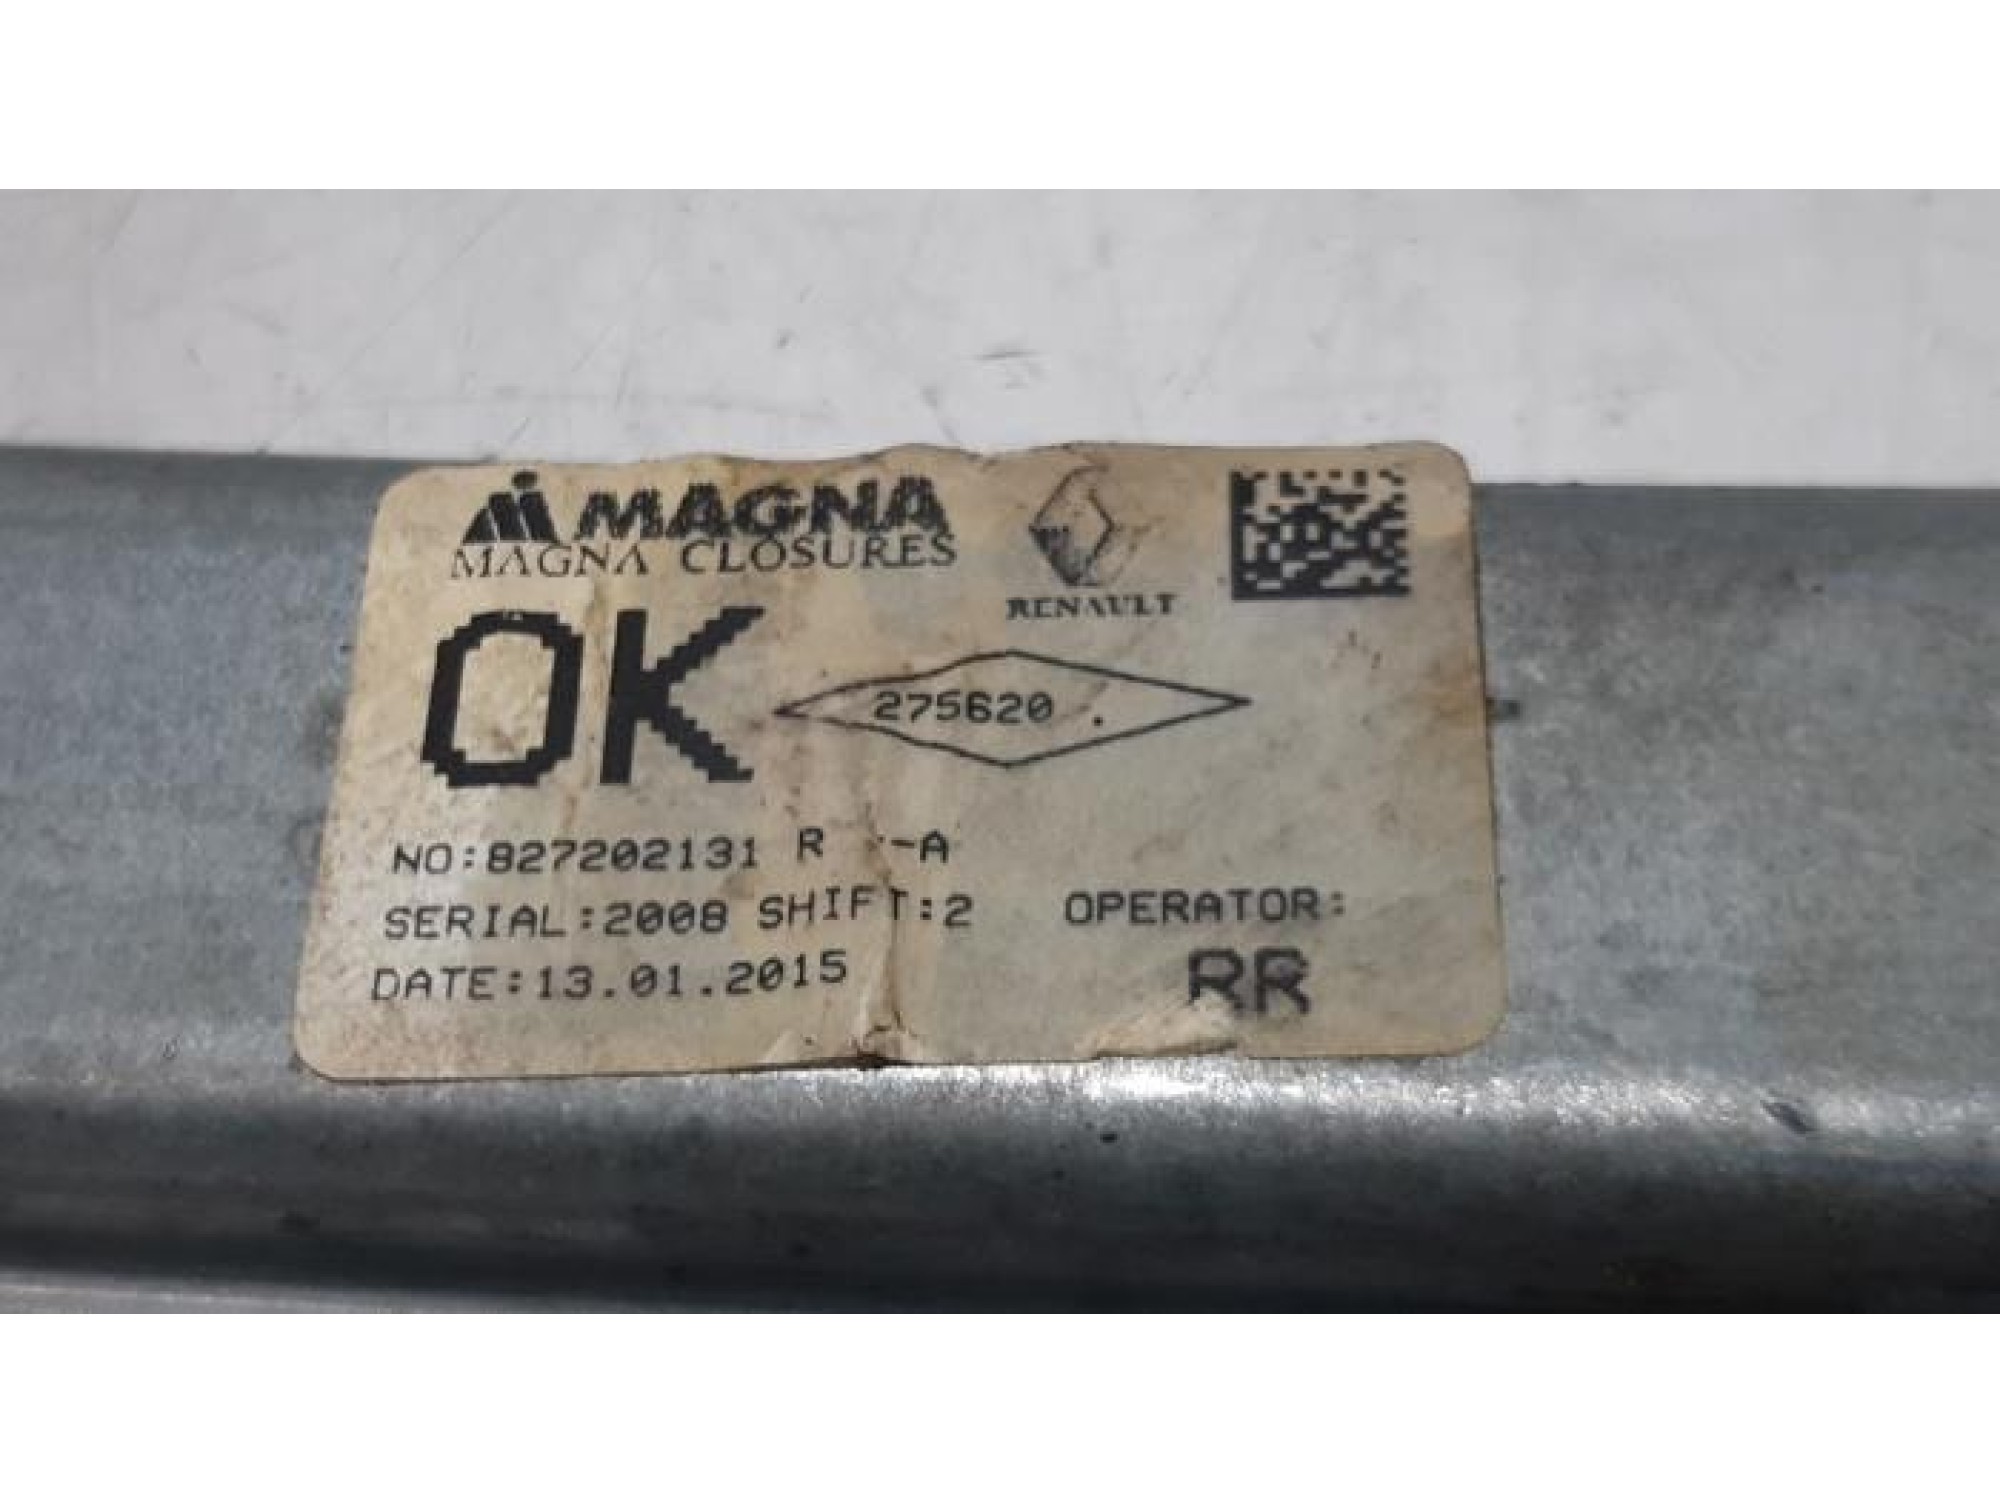 MAGNA
MAGNA CLOSURES
RENAULT
OK
275620 .
NO:827202131 R -A
SERIAL:2008 SHIFT:2
OPERATOR:
DATE:13.01.2015
RR